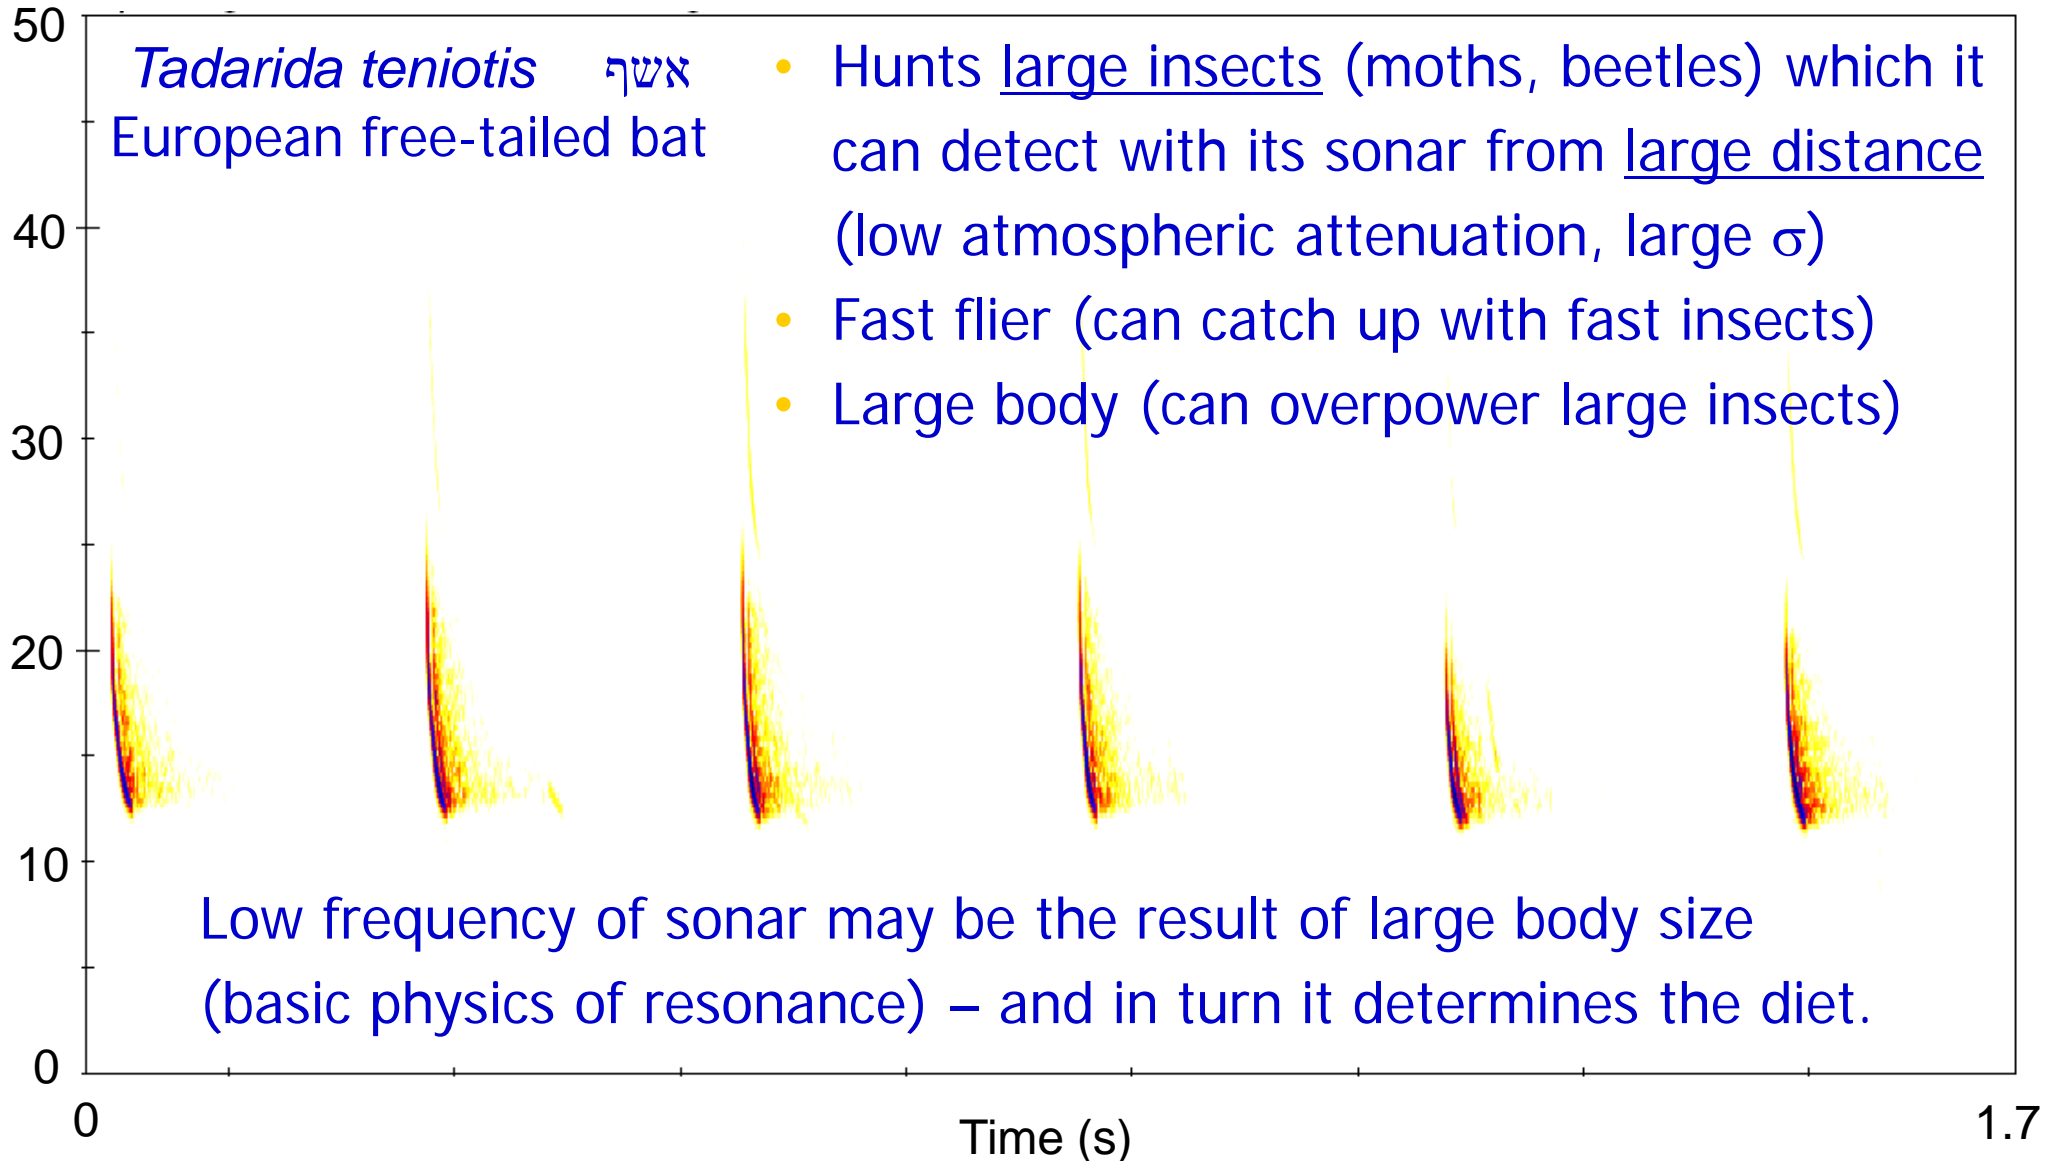 50
Tadarida teniotis אשף
European free-tailed bat
• Hunts large insects (moths, beetles) which it
can detect with its sonar from large distance
(low atmospheric attenuation, large σ)
• Fast flier (can catch up with fast insects)
• Large body (can overpower large insects)
40
30
20
10
Low frequency of sonar may be the result of large body size
(basic physics of resonance) – and in turn it determines the diet.
0
0
Time (s)
1.7